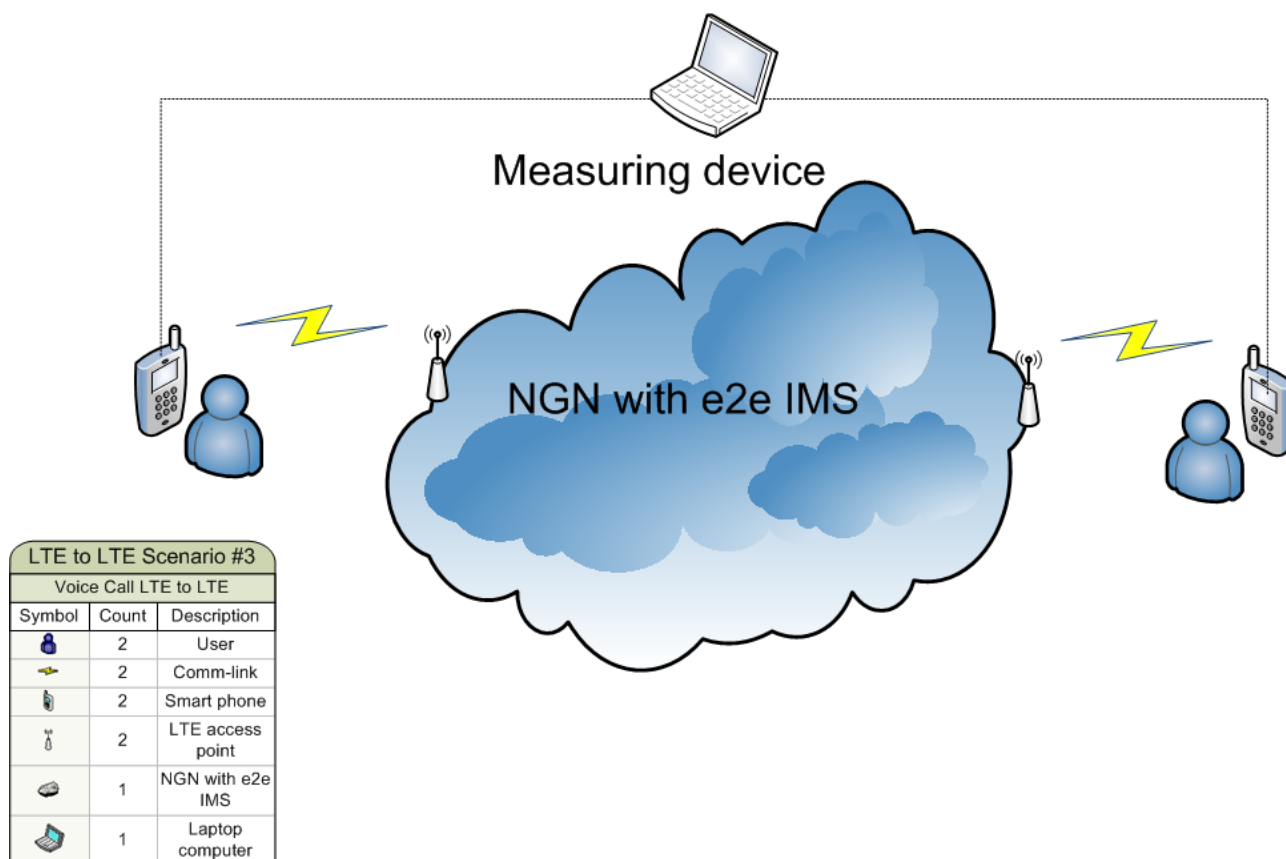 Measuring device
NGN with e2e IMS
LTE to LTE Scenario #3
Voice Call LTE to LTE
Symbol Count Description
2 User
2 Comm-link
2 Smart phone
2 LTE access
point
1 NGN with e2e
IMS
1 Laptop
computer